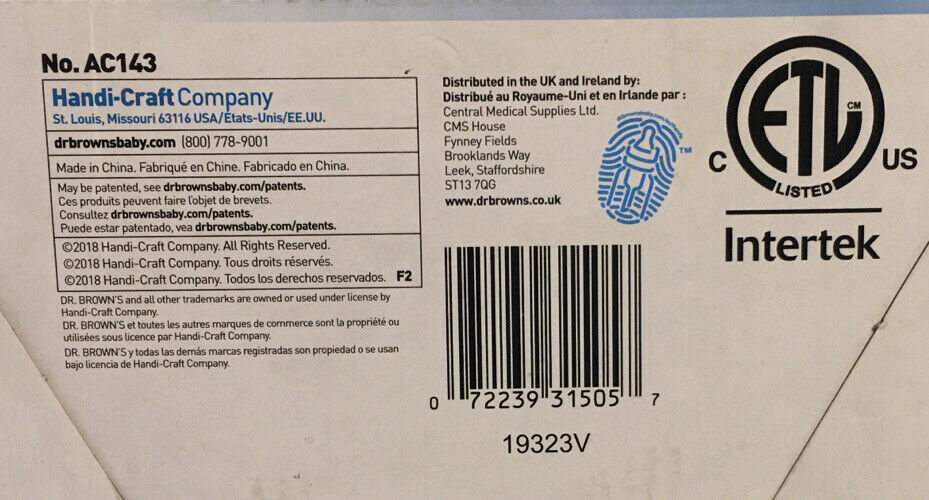 No. AC143
Handi-Craft Company
St. Louis, Missouri 63116 USA/États-Unis/EE.UU.
drbrownsbaby.com (800) 778-9001
Made in China. Fabriqué en Chine. Fabricado en China.
May be patented, see drbrownsbaby.com/patents.
Ces produits peuvent faire l'objet de brevets.
Consultez drbrownsbaby.com/patents.
Puede estar patentado, vea drbrownsbaby.com/patents.
©2018 Handi-Craft Company. All Rights Reserved.
©2018 Handi-Craft Company. Tous droits réservés.
©2018 Handi-Craft Company. Todos los derechos reservados. F2
DR. BROWN'S and all other trademarks are owned or used under license by
Handi-Craft Company.
DR. BROWN'S et toutes les autres marques de commerce sont la propriété ou
utilisées sous licence par Handi-Craft Company.
DR. BROWN'S y todas las demás marcas registradas son propiedad o se usan
bajo licencia de Handi-Craft Company.
Distributed in the UK and Ireland by:
Distribué au Royaume-Uni et en Irlande par :
Central Medical Supplies Ltd.
CMS House
Fynney Fields
Brooklands Way
Leek, Staffordshire
ST13 7QG
www.drbrowns.co.uk
TM
0 72239 31505 7
19323V
C ETL CM US
LISTED
Intertek